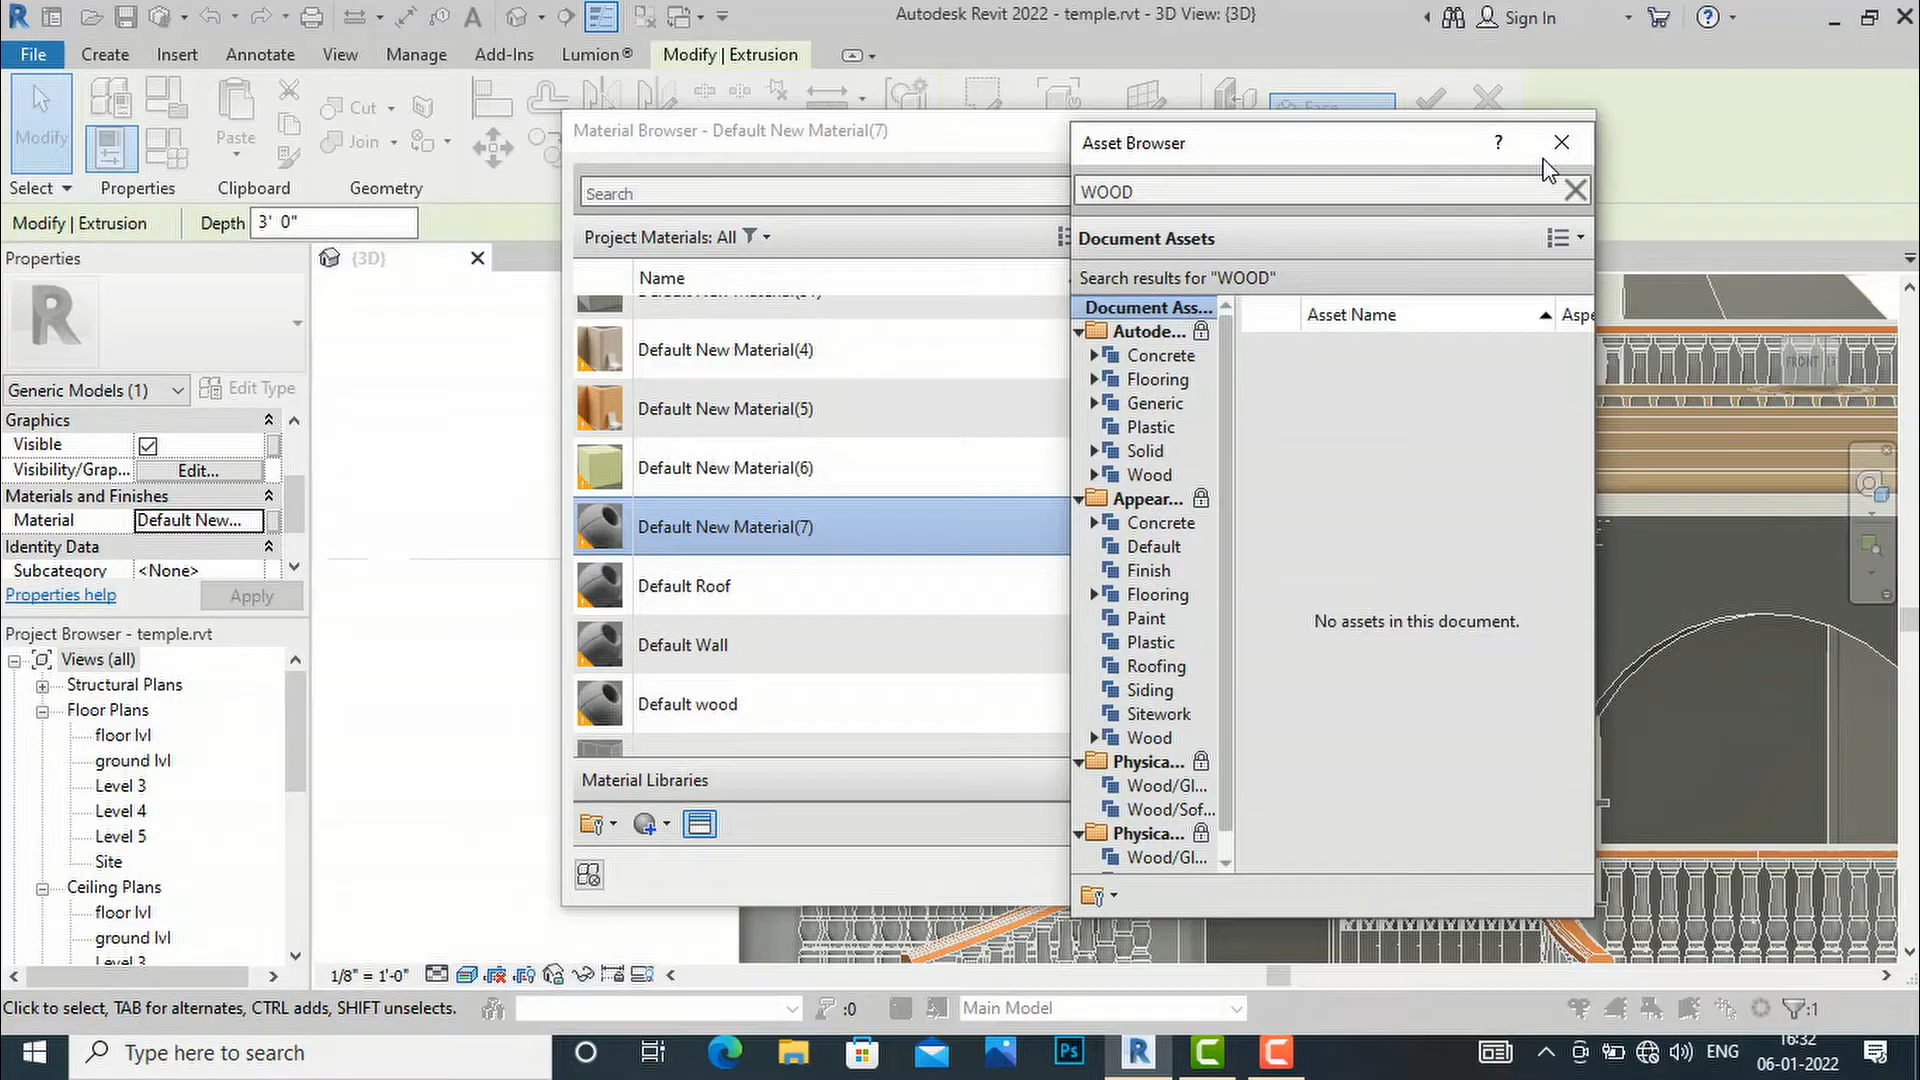 Autodesk Revit 2022 - temple.rvt - 3D View: {3D}
Sign In
File
Create
Insert
Annotate
View
Manage
Add-Ins
Lumion®
Modify | Extrusion
Modify
Paste
Cut
Join
Select
Properties
Clipboard
Geometry
Modify | Extrusion
Depth
3' 0"
Properties
{3D}
Generic Models (1)
Edit Type
Graphics
Visible
Visibility/Grap...
Edit...
Materials and Finishes
Material
Default New...
Identity Data
Subcategory
<None>
Properties help
Apply
Project Browser - temple.rvt
Views (all)
Structural Plans
Floor Plans
floor lvl
ground lvl
Level 3
Level 4
Level 5
Site
Ceiling Plans
floor lvl
ground lvl
Level 3
Material Browser - Default New Material(7)
Search
Project Materials: All
Name
Default New Material(4)
Default New Material(5)
Default New Material(6)
Default New Material(7)
Default Roof
Default Wall
Default wood
Material Libraries
Asset Browser
?
WOOD
Document Assets
Search results for "WOOD"
Document Ass...
Autode...
Concrete
Flooring
Generic
Plastic
Solid
Wood
Appear...
Concrete
Default
Finish
Flooring
Paint
Plastic
Roofing
Siding
Sitework
Wood
Physica...
Wood/Gl...
Wood/Sof...
Physica...
Wood/Gl...
Asset Name
Aspe
No assets in this document.
FRONT
1/8" = 1'-0"
Click to select, TAB for alternates, CTRL adds, SHIFT unselects.
:0
Main Model
:1
Type here to search
Ps
ENG
16:32
06-01-2022